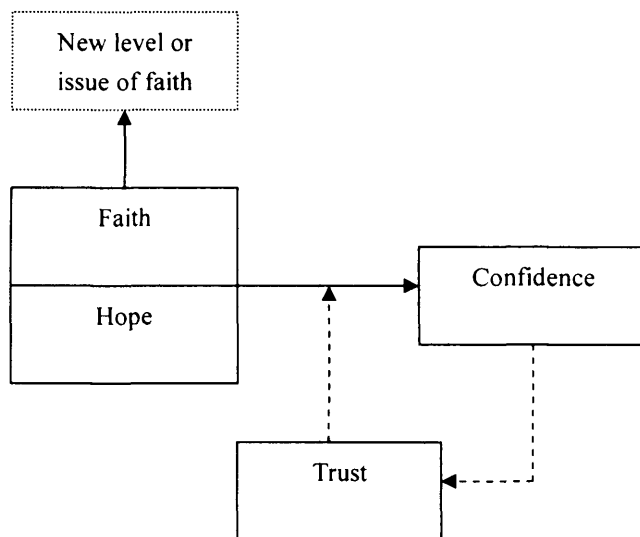 New level or
issue of faith
Faith
Hope
Confidence
Trust